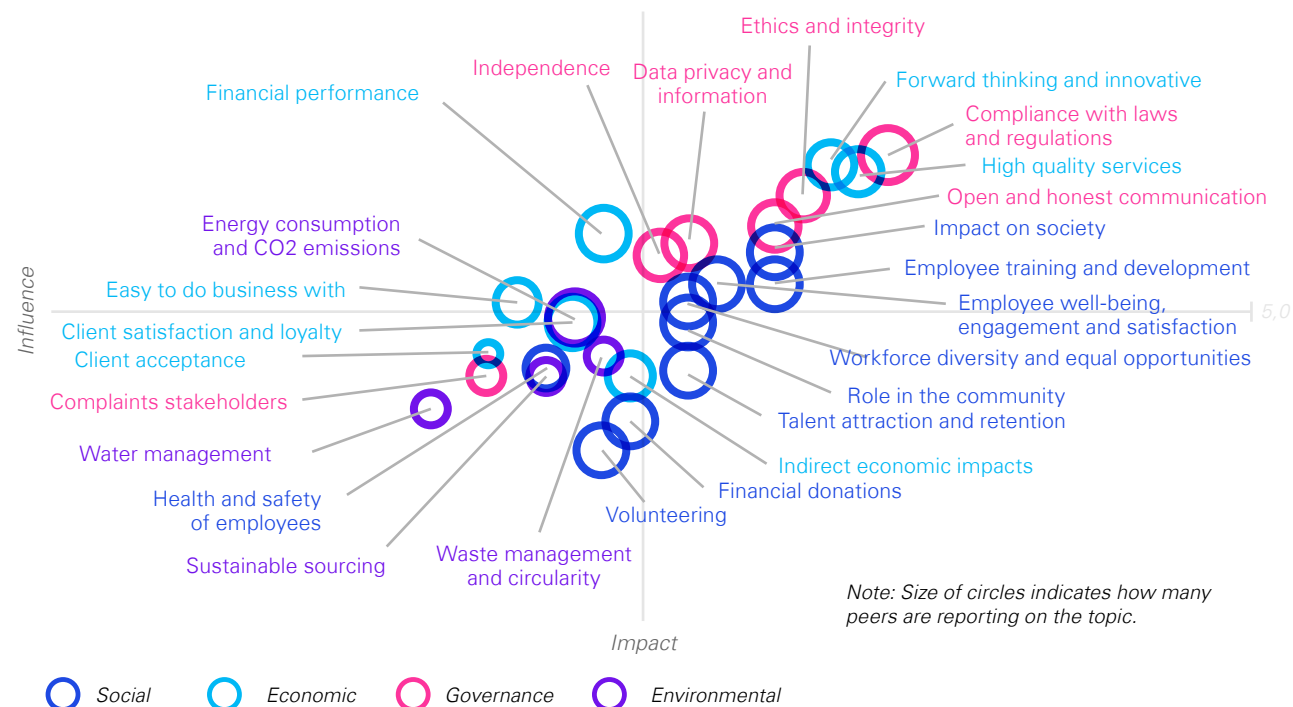 Ethics and integrity
Independence
Data privacy and
information
Financial performance
Forward thinking and innovative
Compliance with laws
and regulations
High quality services
Open and honest communication
Energy consumption
and CO2 emissions
Impact on society
Employee training and development
Easy to do business with
Employee well-being,
engagement and satisfaction
Influence
5,0
Client satisfaction and loyalty
Client acceptance
Workforce diversity and equal opportunities
Complaints stakeholders
Role in the community
Talent attraction and retention
Water management
Indirect economic impacts
Financial donations
Health and safety
of employees
Volunteering
Sustainable sourcing
Waste management
and circularity
Note: Size of circles indicates how many
peers are reporting on the topic.
Impact
Social
Economic
Governance
Environmental